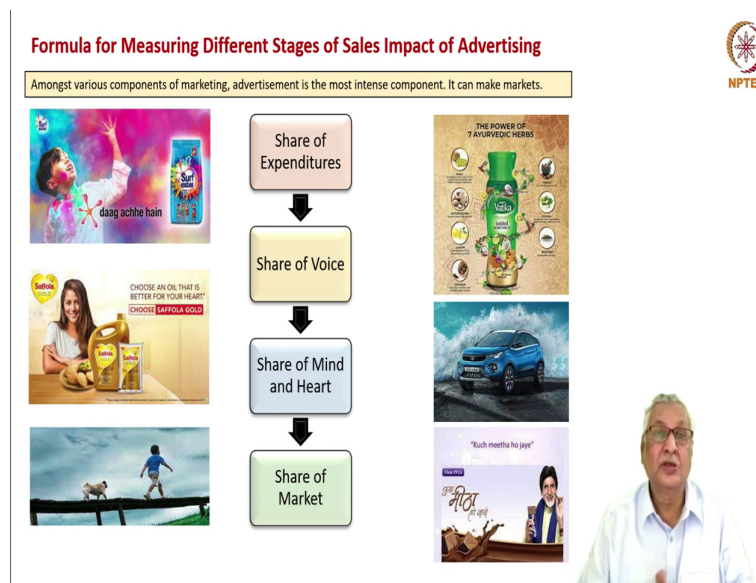 Formula for Measuring Different Stages of Sales Impact of Advertising
NPTE
Amongst various components of marketing, advertisement is the most intense component. It can make markets.
Surf
daag achhe hain
Share of
Expenditures
Share of Voice
Share of Mind
and Heart
Share of
Market
Saffola
GOLD
CHOOSE AN OIL THAT IS
BETTER FOR YOUR HEART.
CHOOSE SAFFOLA GOLD
THE POWER OF
7 AYURVEDIC HERBS
Vatika
"Kuch meetha ho jaye"
कुछ
मीठा
हो जाये